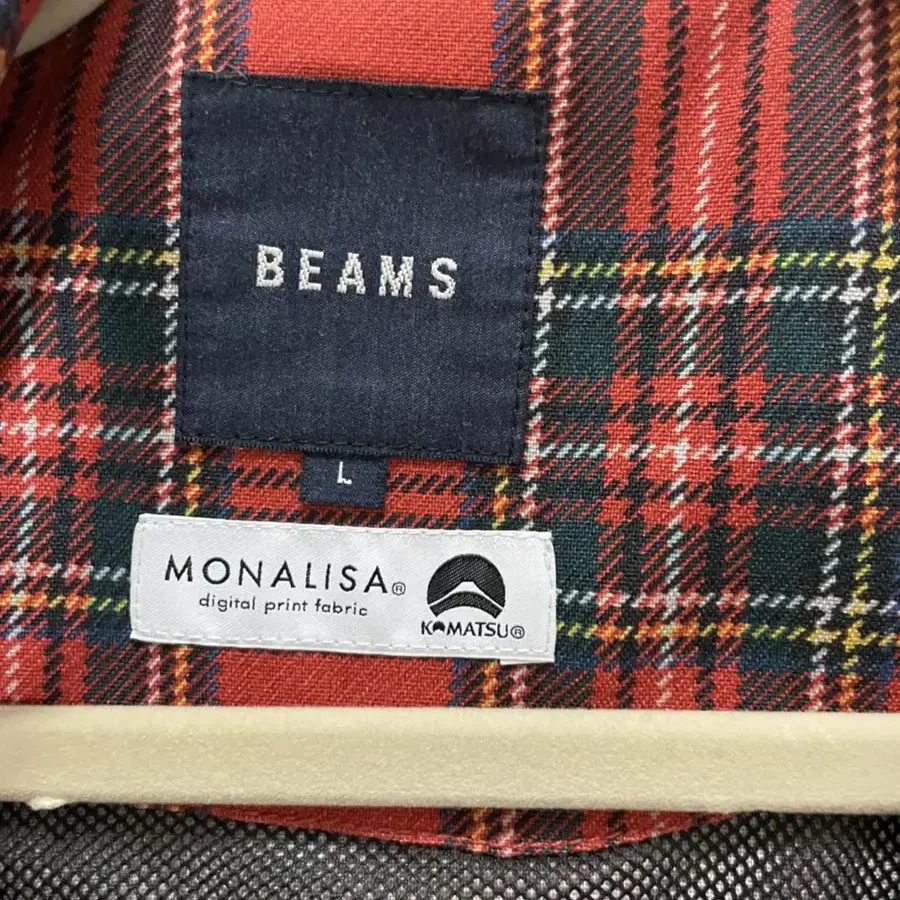 BEAMS
L
MONALISA®
digital print fabric
KOMATSU®